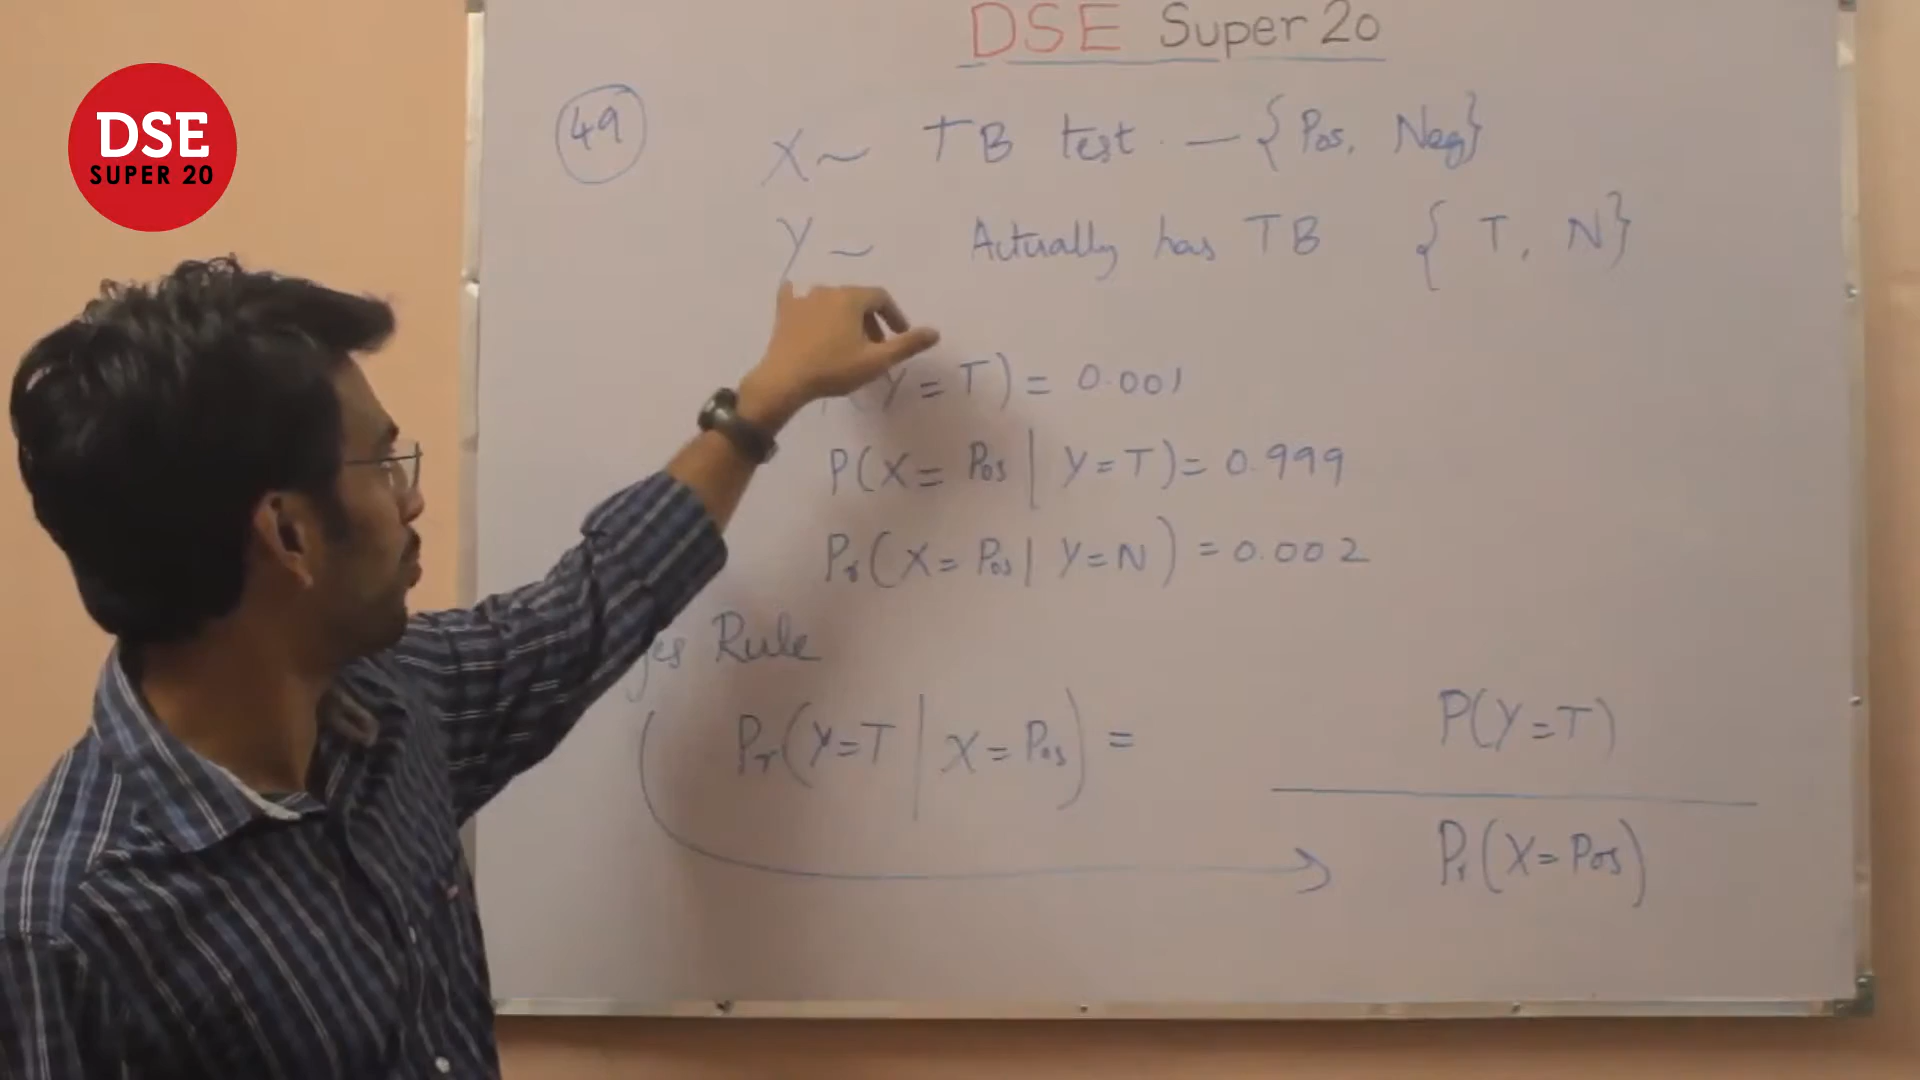 DSE Super 20
DSE
SUPER 20
49
X ~ TB test - {Pos, Neg}
Y ~ Actually has TB {T, N}
(Y=T) = 0.001
P(X=Pos | Y=T) = 0.999
Pr(X=Pos | Y=N) = 0.002
Rule
Pr(Y=T | X=Pos) =
P(Y=T)
Pr(X=Pos)